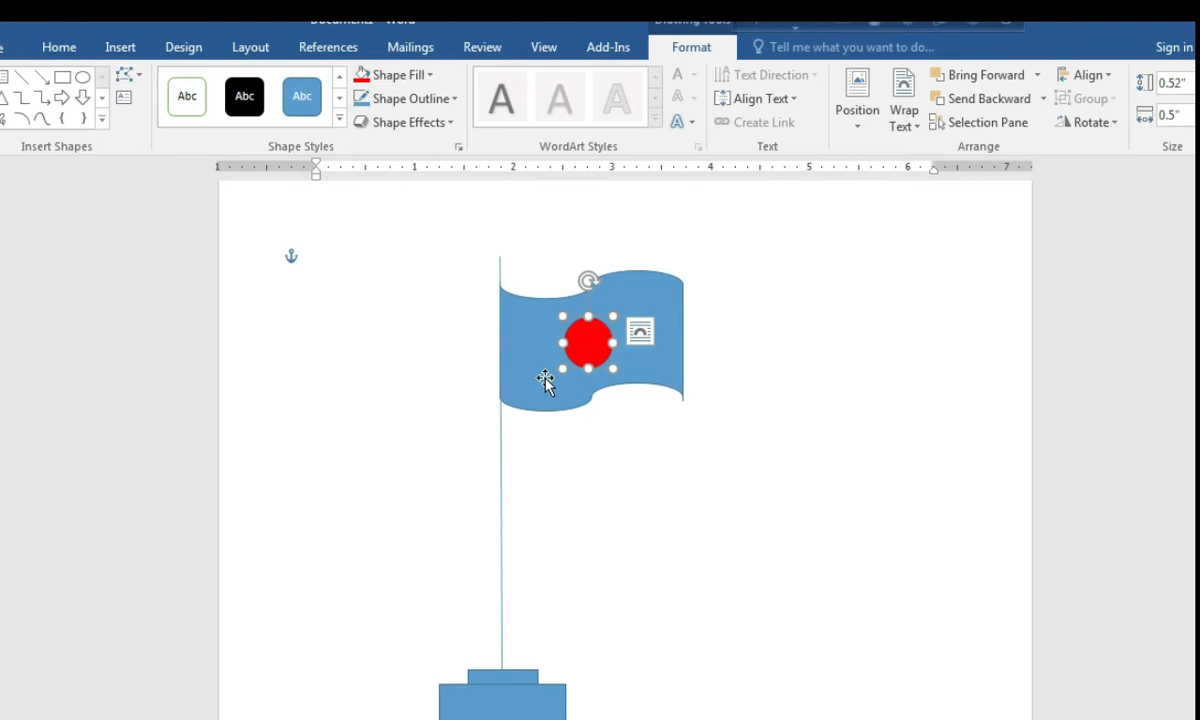 Home Insert Design Layout References Mailings Review View Add-Ins Format Tell me what you want to do... Sign in
Abc Abc Abc Shape Fill A A A A Text Direction Bring Forward Align 0.52"
Shape Outline A Align Text Position Wrap Text Send Backward Group 0.5"
Shape Effects A Create Link Selection Pane Rotate
Insert Shapes Shape Styles WordArt Styles Text Arrange Size
1 1 2 3 4 5 6 7